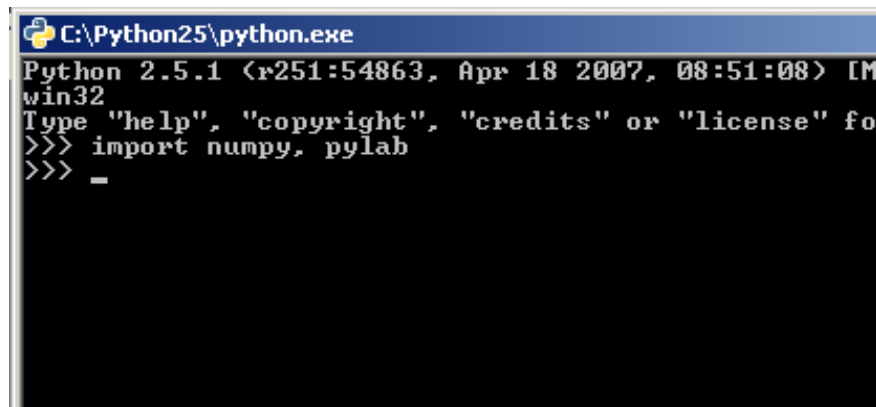 C:\Python25\python.exe
Python 2.5.1 (r251:54863, Apr 18 2007, 08:51:08) [M
win32
Type "help", "copyright", "credits" or "license" fo
>>> import numpy, pylab
>>> _